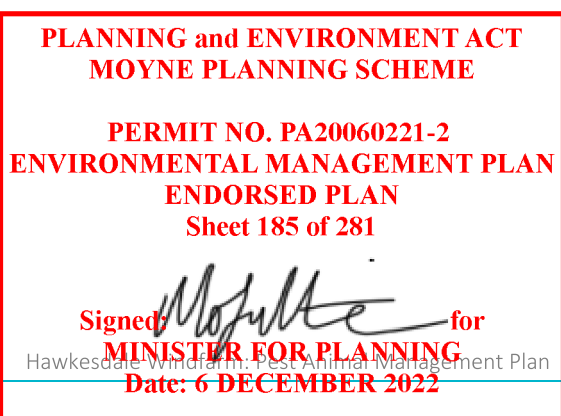 PLANNING and ENVIRONMENT ACT
MOYNE PLANNING SCHEME
PERMIT NO. PA20060221-2
ENVIRONMENTAL MANAGEMENT PLAN
ENDORSED PLAN
Sheet 185 of 281
Signed: for
MINISTER FOR PLANNING
Hawkesdale Windfarm: Pest Animal Management Plan
Date: 6 DECEMBER 2022